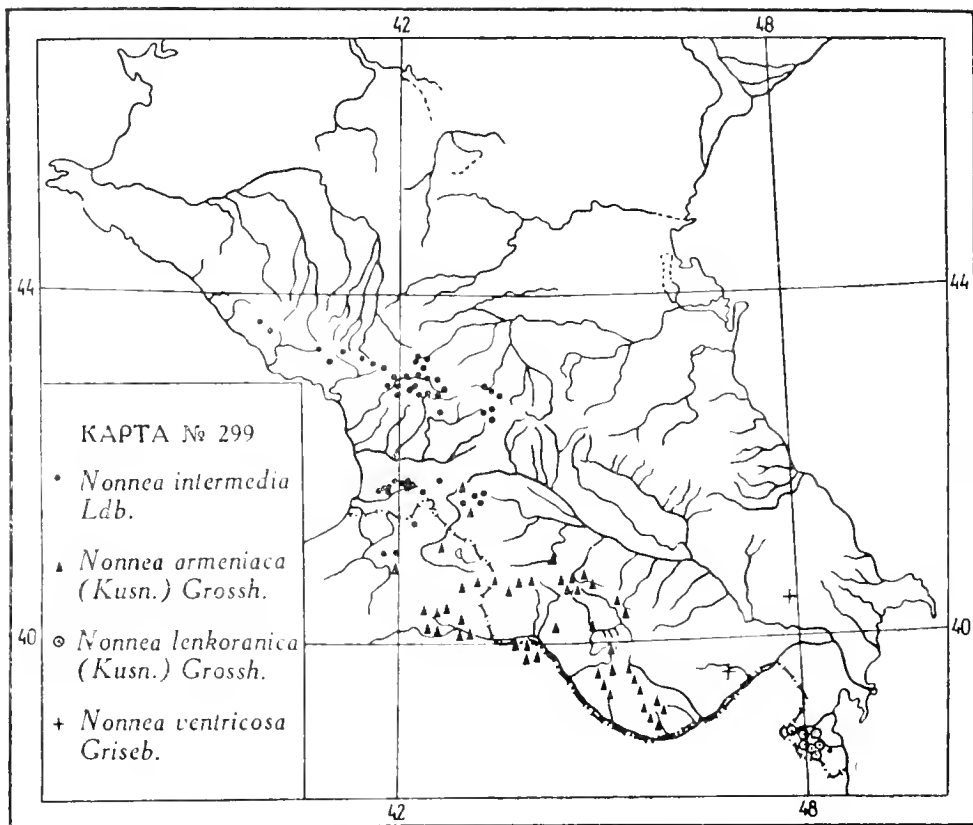 42 48
44 44
КАРТА № 299
Nonnea intermedia
Ldb.
Nonnea armeniaca
(Kusn.) Grossh.
40 40
Nonnea lenkoranica
(Kusn.) Grossh.
Nonnea ventricosa
Griseb.
42 48